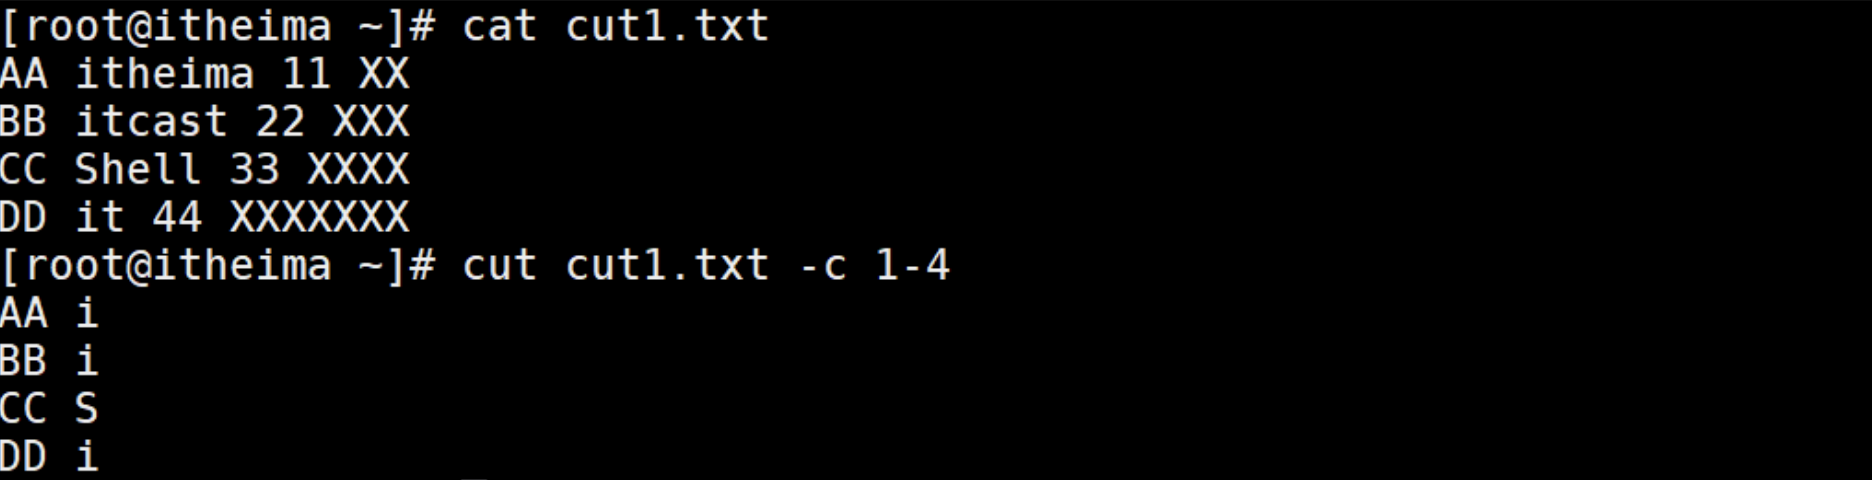 [root@itheima ~]# cat cut1.txt
AA itheima 11 XX
BB itcast 22 XXX
CC Shell 33 XXXX
DD it 44 XXXXXXX
[root@itheima ~]# cut cut1.txt -c 1-4
AA i
BB i
CC S
DD i